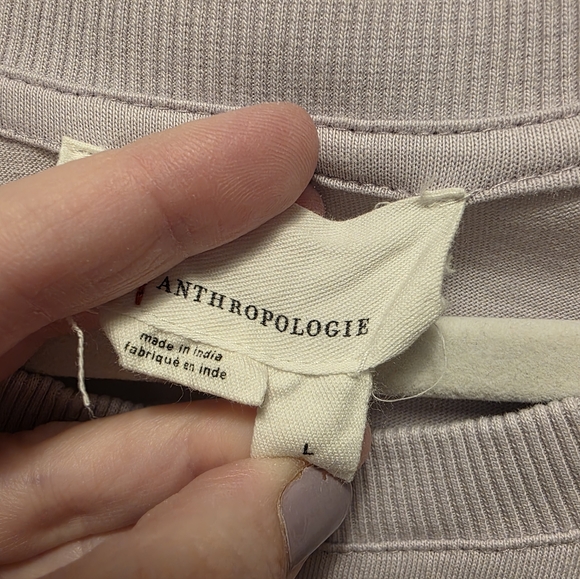 ANTHROPOLOGIE
made in india
fabriqué en inde
L